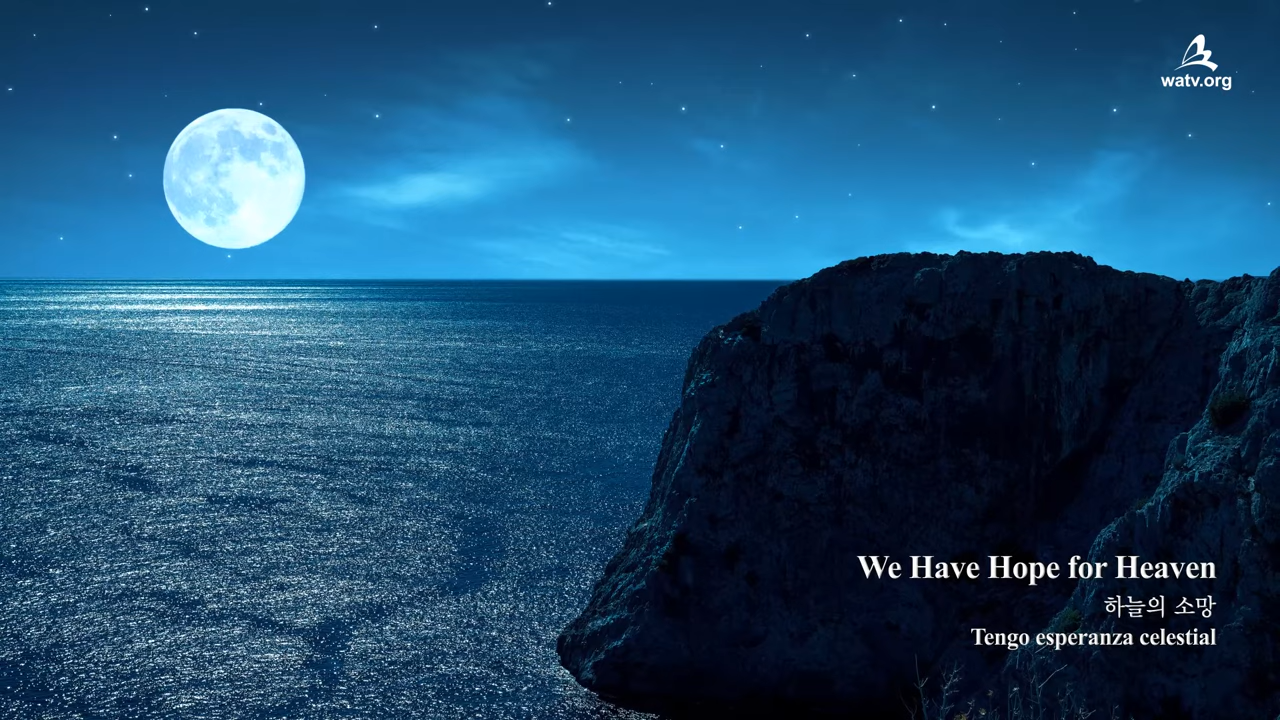 watv.org
We Have Hope for Heaven
하늘의 소망
Tengo esperanza celestial